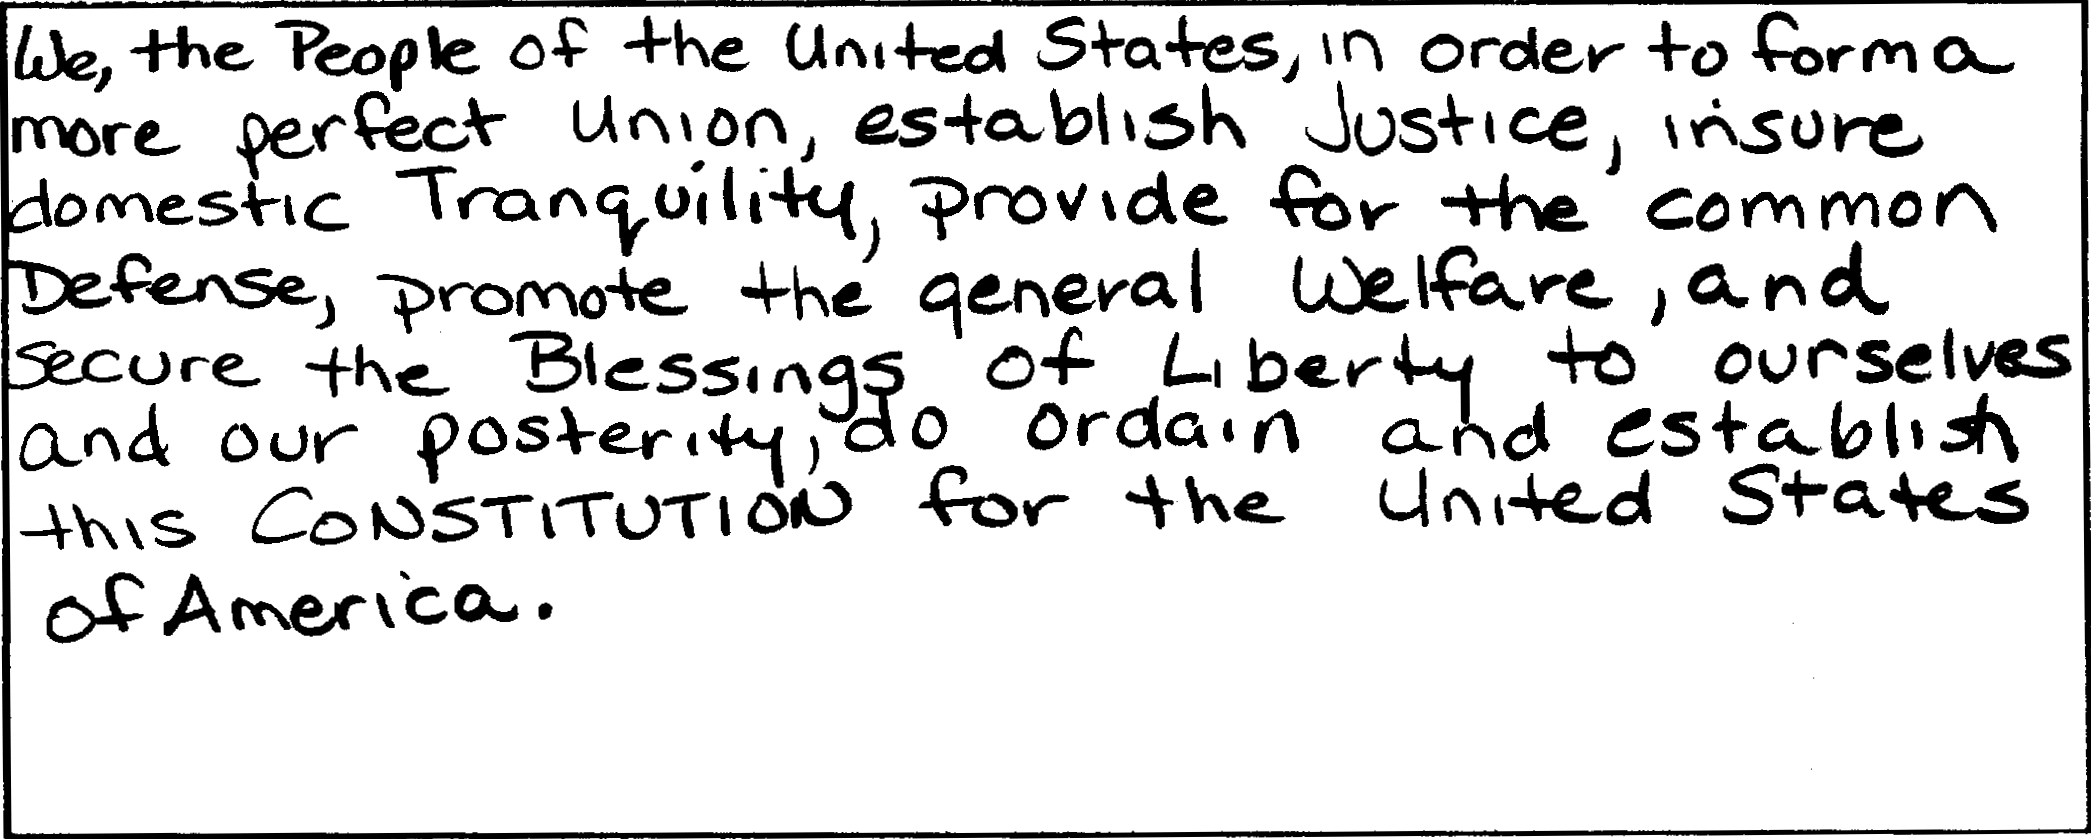 We, the People of the United States, in order to form a
more perfect Union, establish Justice, insure
domestic Tranquility, provide for the common
Defense, promote the general Welfare, and
secure the Blessings of Liberty to ourselves
and our posterity, do ordain and establish
this CONSTITUTION for the United States
of America.